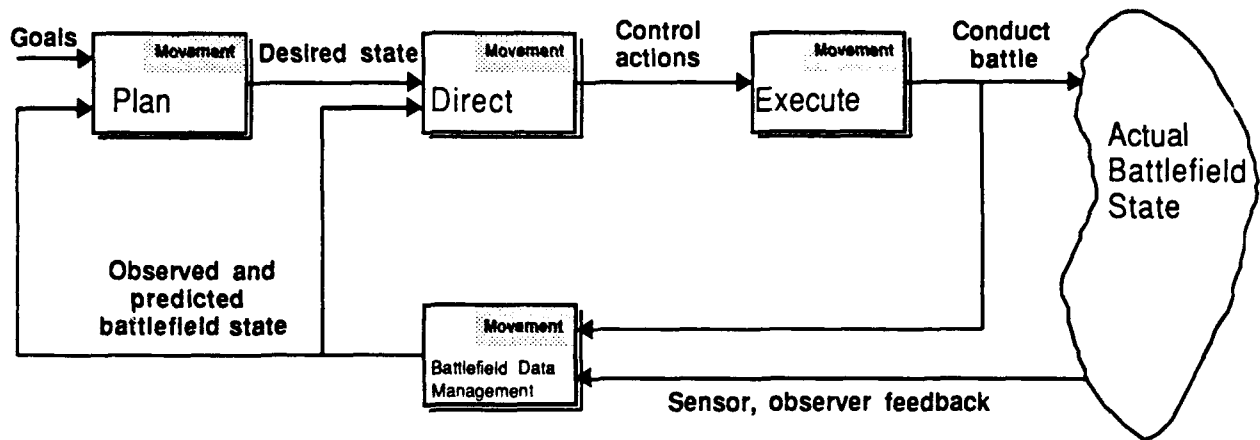 Goals
Movement
Plan
Desired state
Movement
Direct
Control
actions
Movement
Execute
Conduct
battle
Actual
Battlefield
State
Observed and
predicted
battlefield state
Movement
Battlefield Data
Management
Sensor, observer feedback